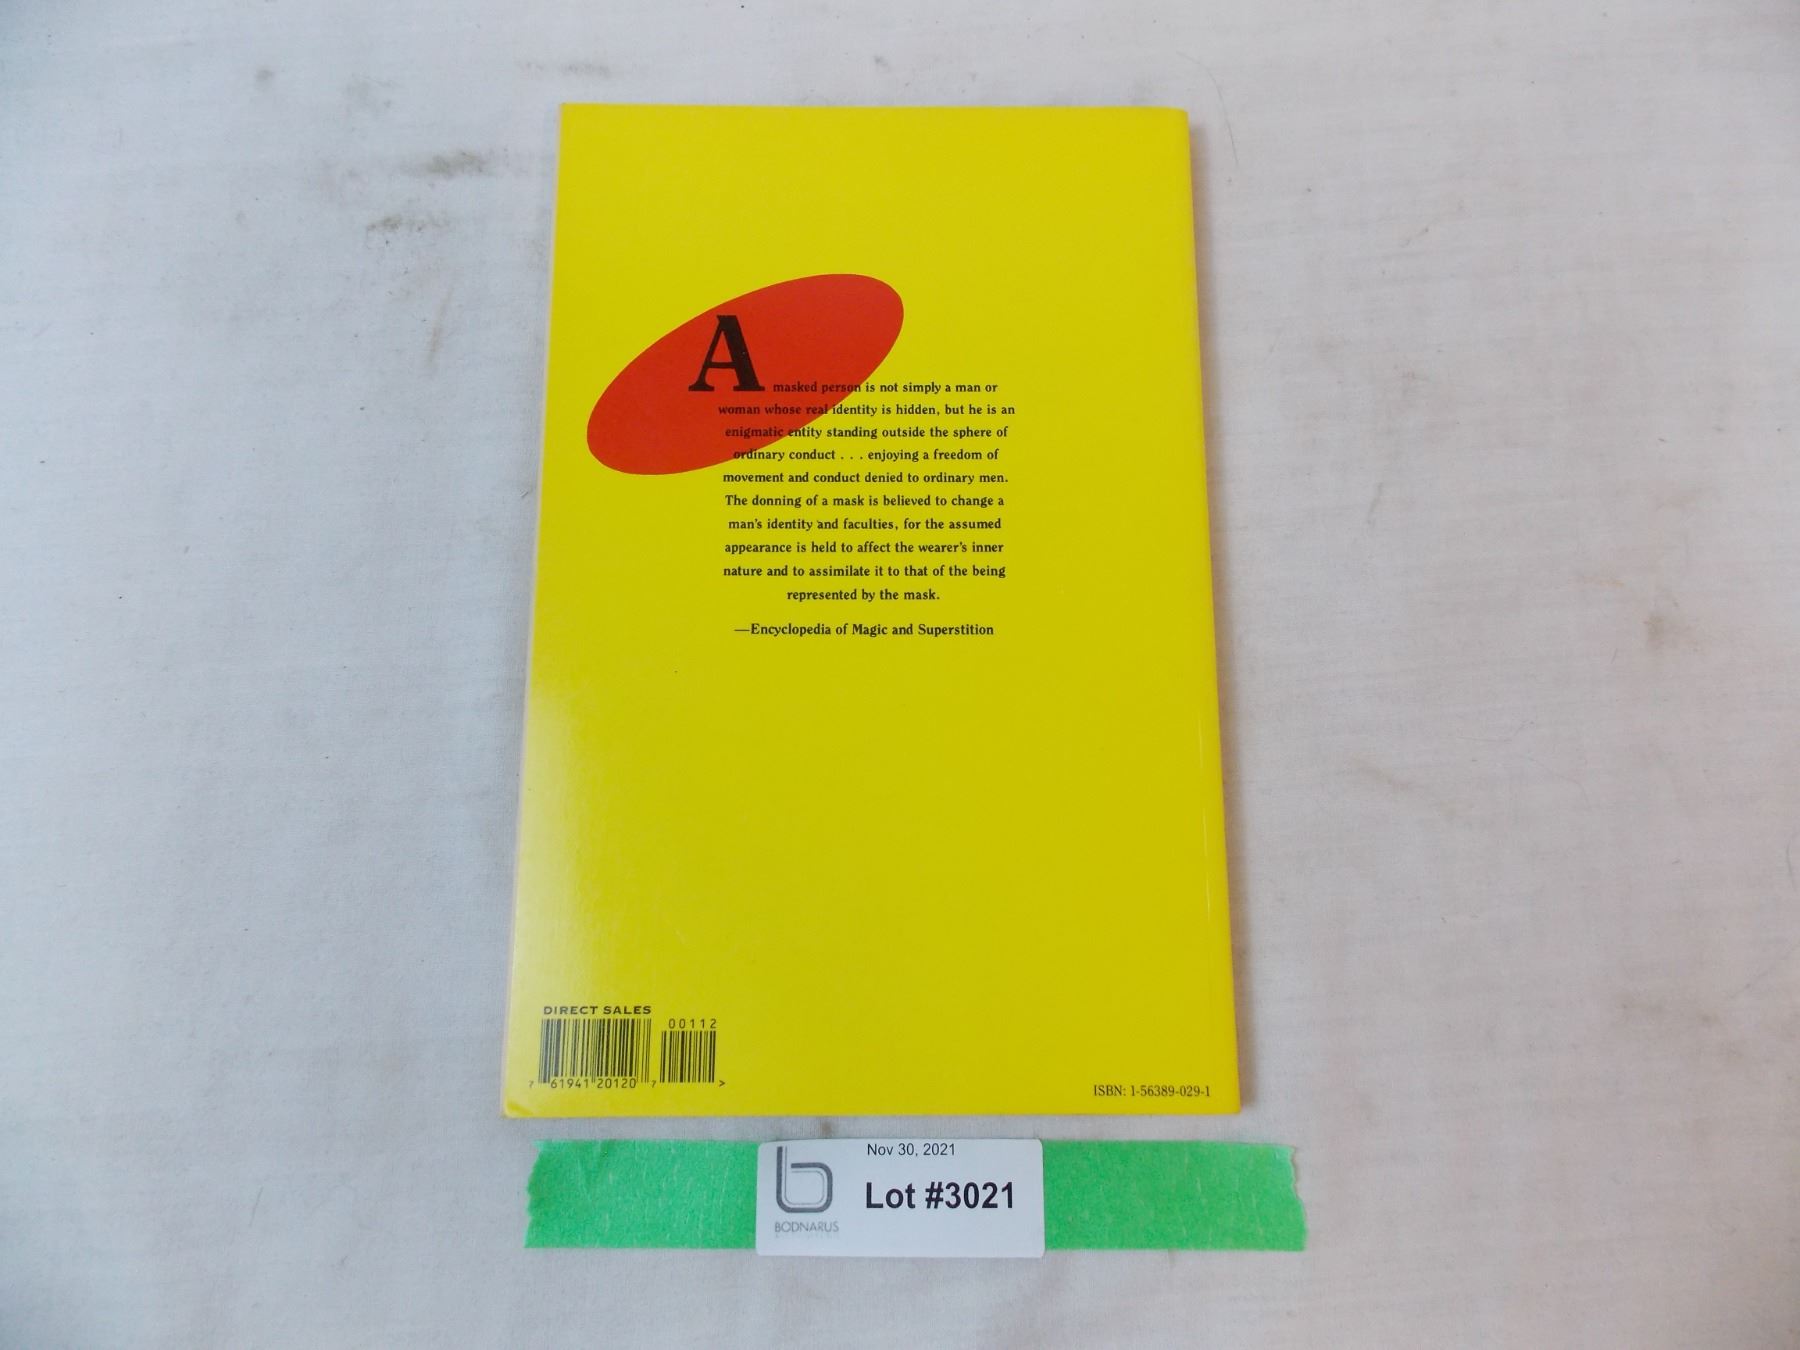 A masked person is not simply a man or
woman whose real identity is hidden, but he is an
enigmatic entity standing outside the sphere of
ordinary conduct . . . enjoying a freedom of
movement and conduct denied to ordinary men.
The donning of a mask is believed to change a
man's identity and faculties, for the assumed
appearance is held to affect the wearer's inner
nature and to assimilate it to that of the being
represented by the mask.
—Encyclopedia of Magic and Superstition
DIRECT SALES
00112
7 61941 20120 7 >
ISBN: 1-56389-029-1
Nov 30, 2021
Lot #3021
BODNARUS